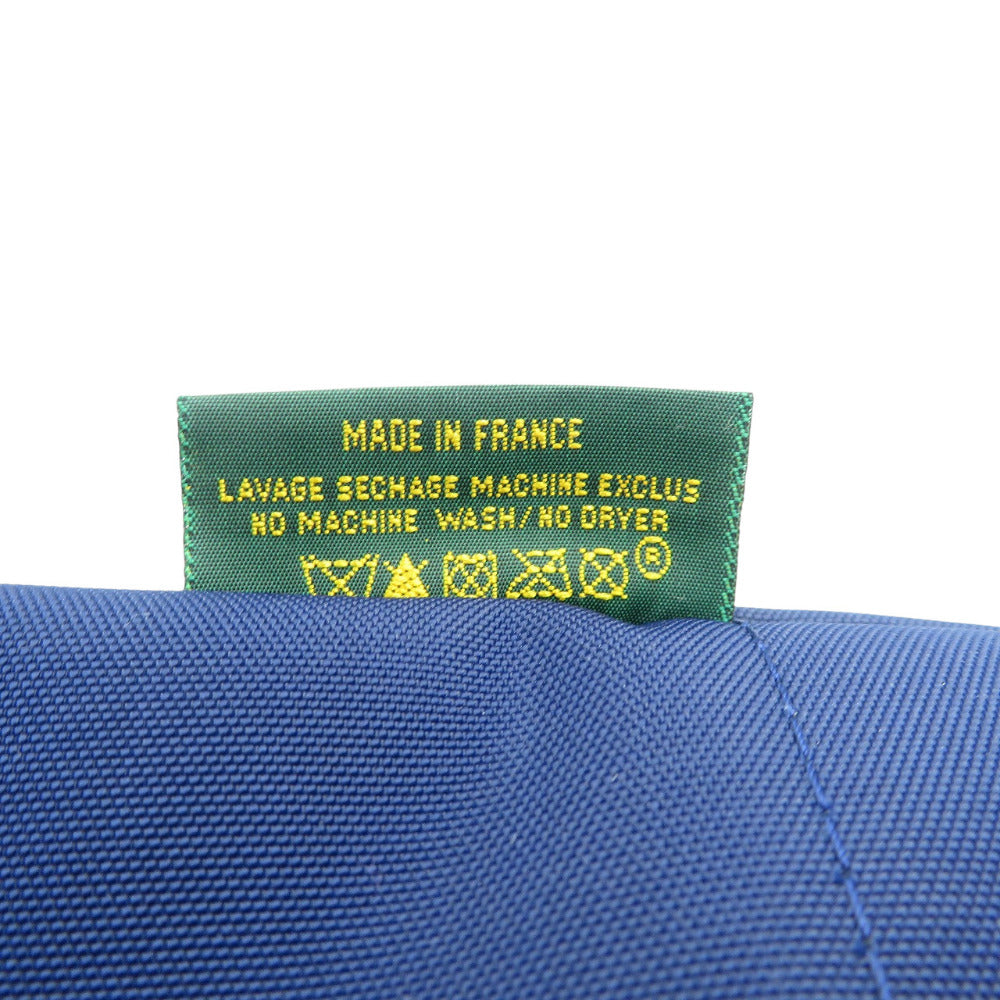 MADE IN FRANCE
LAVAGE SECHAGE MACHINE EXCLUS
NO MACHINE WASH/NO DRYER
®